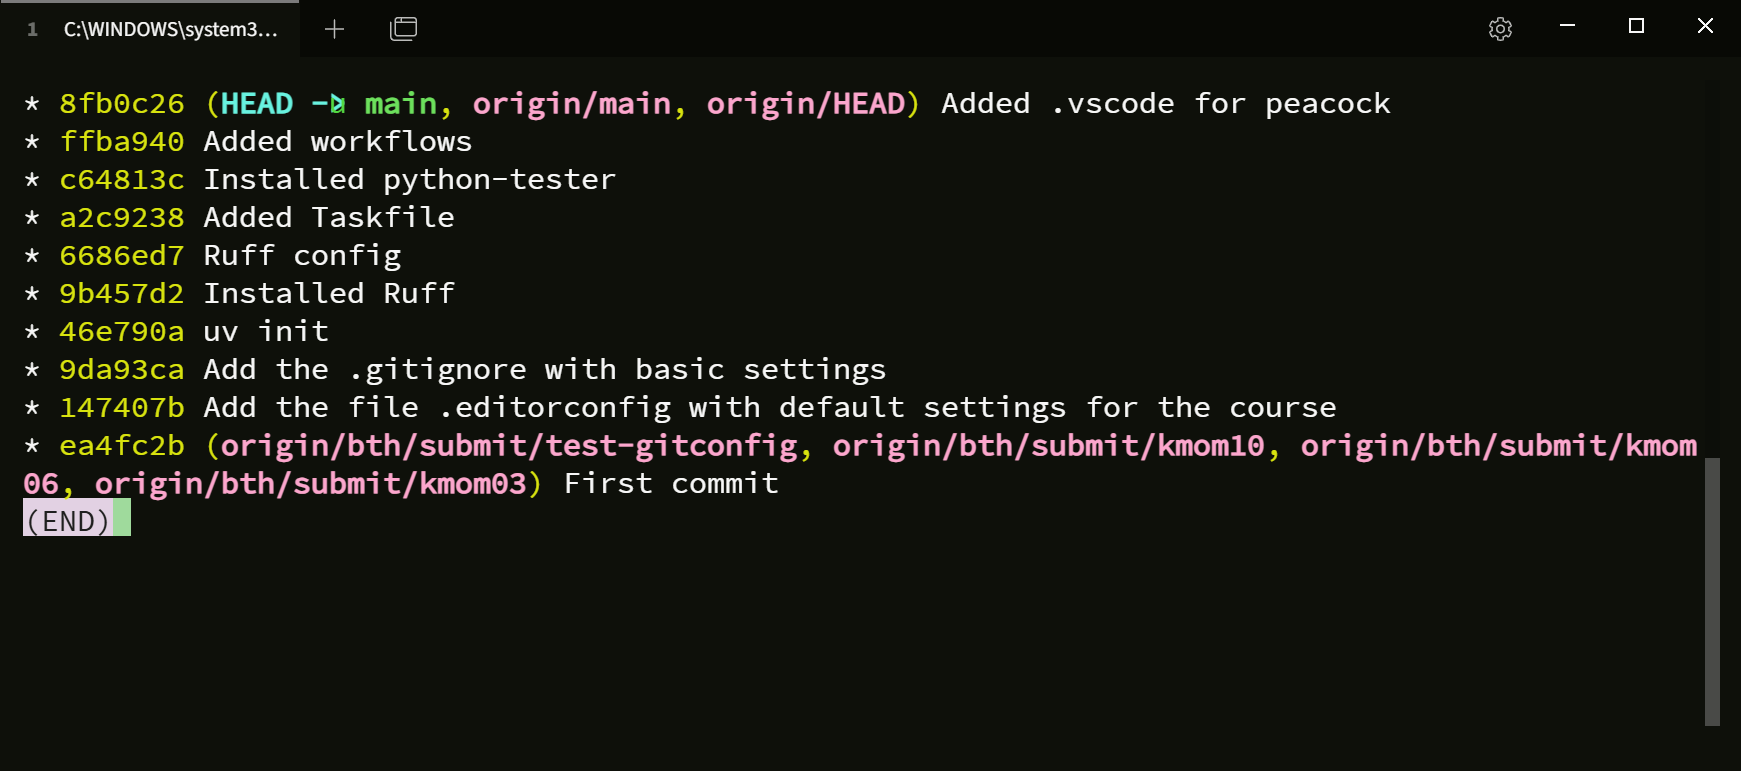 1 C:\WINDOWS\system3...
* 8fb0c26 (HEAD -> main, origin/main, origin/HEAD) Added .vscode for peacock
* ffba940 Added workflows
* c64813c Installed python-tester
* a2c9238 Added Taskfile
* 6686ed7 Ruff config
* 9b457d2 Installed Ruff
* 46e790a uv init
* 9da93ca Add the .gitignore with basic settings
* 147407b Add the file .editorconfig with default settings for the course
* ea4fc2b (origin/bth/submit/test-gitconfig, origin/bth/submit/kmom10, origin/bth/submit/kmom
06, origin/bth/submit/kmom03) First commit
(END)